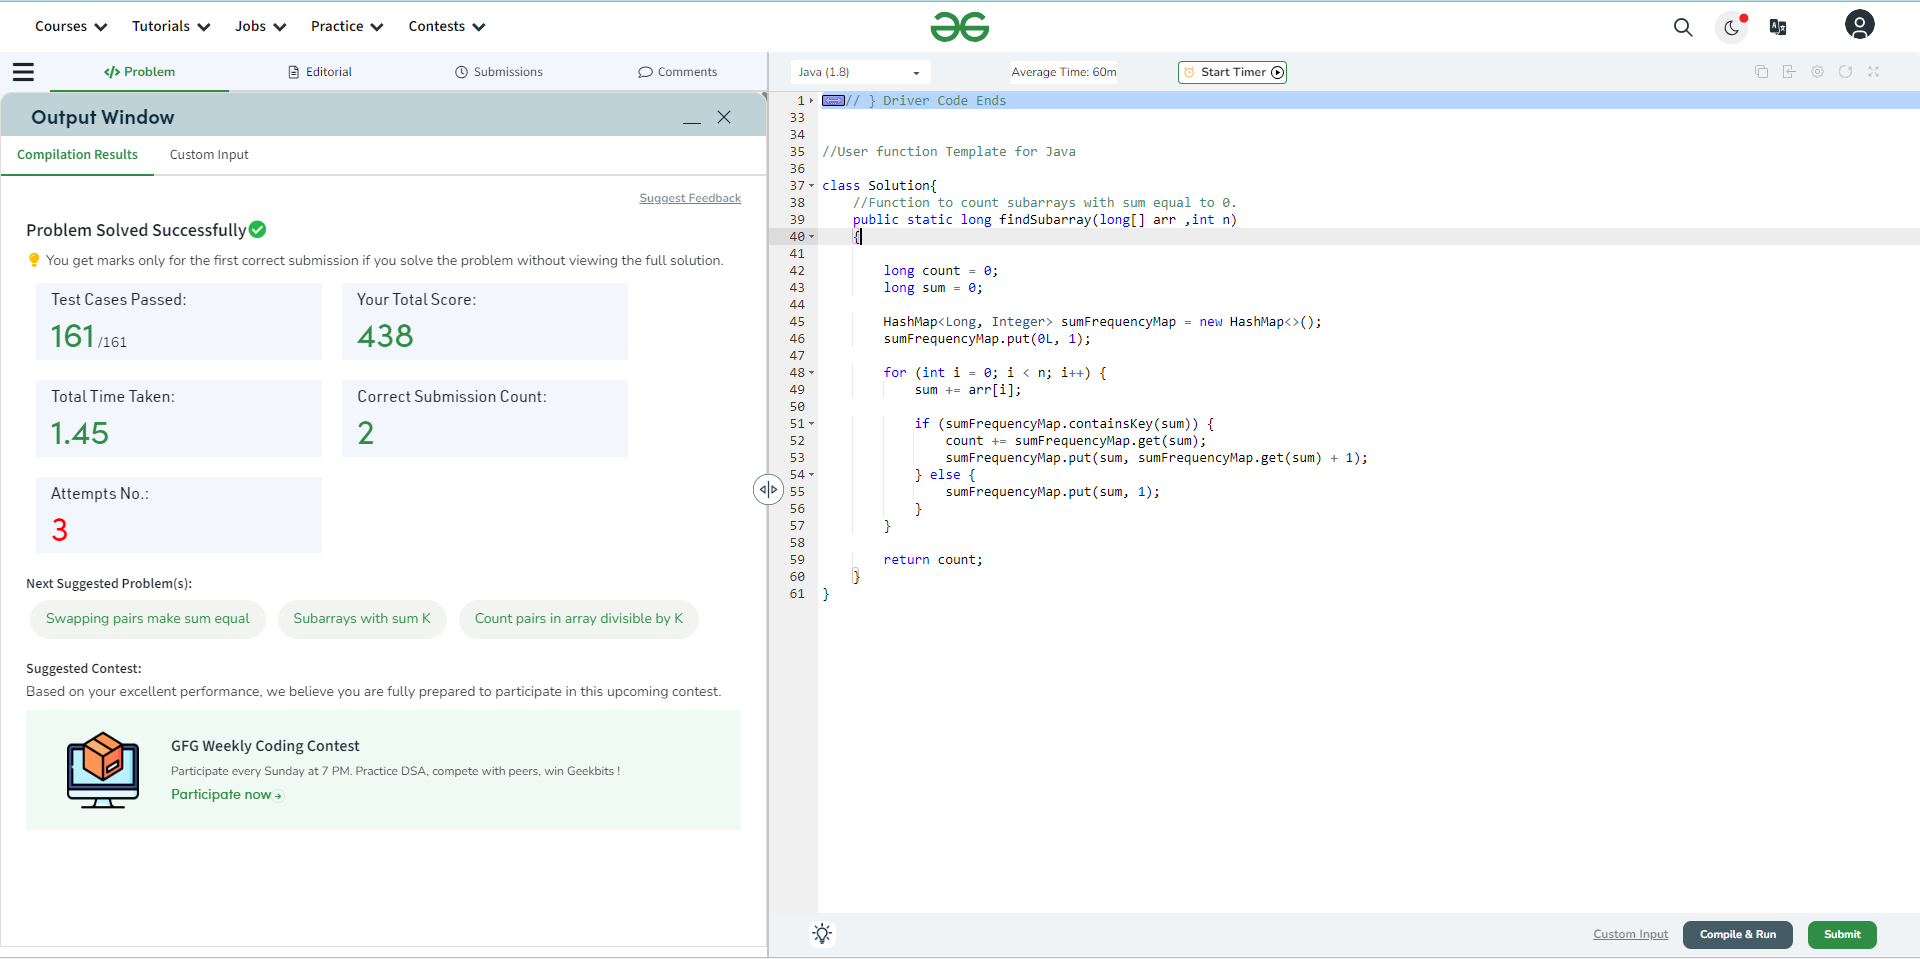 Courses Tutorials Jobs Practice Contests
Problem Editorial Submissions Comments
Java (1.8) Average Time: 60m Start Timer
Output Window
Compilation Results Custom Input
Suggest Feedback
Problem Solved Successfully
You get marks only for the first correct submission if you solve the problem without viewing the full solution.
Test Cases Passed:
161 /161
Your Total Score:
438
Total Time Taken:
1.45
Correct Submission Count:
2
Attempts No.:
3
Next Suggested Problem(s):
Swapping pairs make sum equal Subarrays with sum K Count pairs in array divisible by K
Suggested Contest:
Based on your excellent performance, we believe you are fully prepared to participate in this upcoming contest.
GFG Weekly Coding Contest
Participate every Sunday at 7 PM. Practice DSA, compete with peers, win Geekbits !
Participate now
1 // } Driver Code Ends
33
34
35 //User function Template for Java
36
37 class Solution{
38     //Function to count subarrays with sum equal to 0.
39     public static long findSubarray(long[] arr ,int n)
40     {
41
42         long count = 0;
43         long sum = 0;
44
45         HashMap<Long, Integer> sumFrequencyMap = new HashMap<>();
46         sumFrequencyMap.put(0L, 1);
47
48         for (int i = 0; i < n; i++) {
49             sum += arr[i];
50
51             if (sumFrequencyMap.containsKey(sum)) {
52                 count += sumFrequencyMap.get(sum);
53                 sumFrequencyMap.put(sum, sumFrequencyMap.get(sum) + 1);
54             } else {
55                 sumFrequencyMap.put(sum, 1);
56             }
57         }
58
59         return count;
60     }
61 }
Custom Input Compile & Run Submit